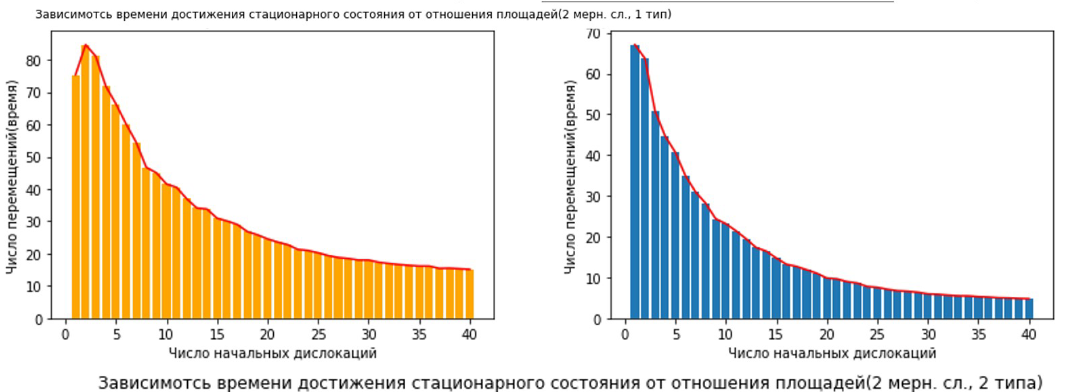 Зависимотсь времени достижения стационарного состояния от отношения площадей(2 мерн. сл., 1 тип)
Число перемещений(время)
80
70
60
50
40
30
20
10
0
0 5 10 15 20 25 30 35 40
Число начальных дислокаций
Число перемещений(время)
70
60
50
40
30
20
10
0
0 5 10 15 20 25 30 35 40
Число начальных дислокаций
Зависимотсь времени достижения стационарного состояния от отношения площадей(2 мерн. сл., 2 типа)